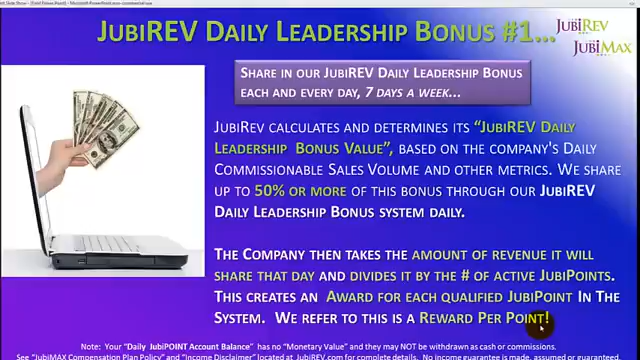 JubiREV Daily Leadership Bonus #1...
JubiRev
JubiMax
Share in our JubiREV Daily Leadership Bonus
each and every day, 7 days a week...
JubiRev calculates and determines its “JubiREV Daily
Leadership Bonus Value”, based on the company's Daily
Commissionable Sales Volume and other metrics. We share
up to 50% or more of this bonus through our JubiREV
Daily Leadership Bonus system daily.
The Company then takes the amount of revenue it will
share that day and divides it by the # of active JubiPoints.
This creates an Award for each qualified JubiPoint In The
System. We refer to this is a Reward Per Point!
Note: Your “Daily JubiPOINT Account Balance” has no “Monetary Value” and they may NOT be withdrawn as cash or commissions.
See “JubiMAX Compensation Plan Policy” and “Income Disclaimer” located at JubiREV.com for complete details. No income guarantee is made, assumed or guaranteed.